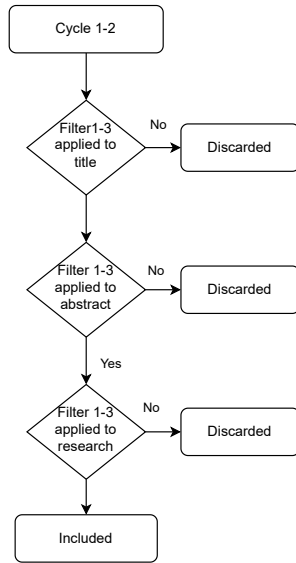 Cycle 1-2
Filter1-3
applied to
title
No
Discarded
Filter 1-3
applied to
abstract
No
Discarded
Yes
Filter 1-3
applied to
research
No
Discarded
Included